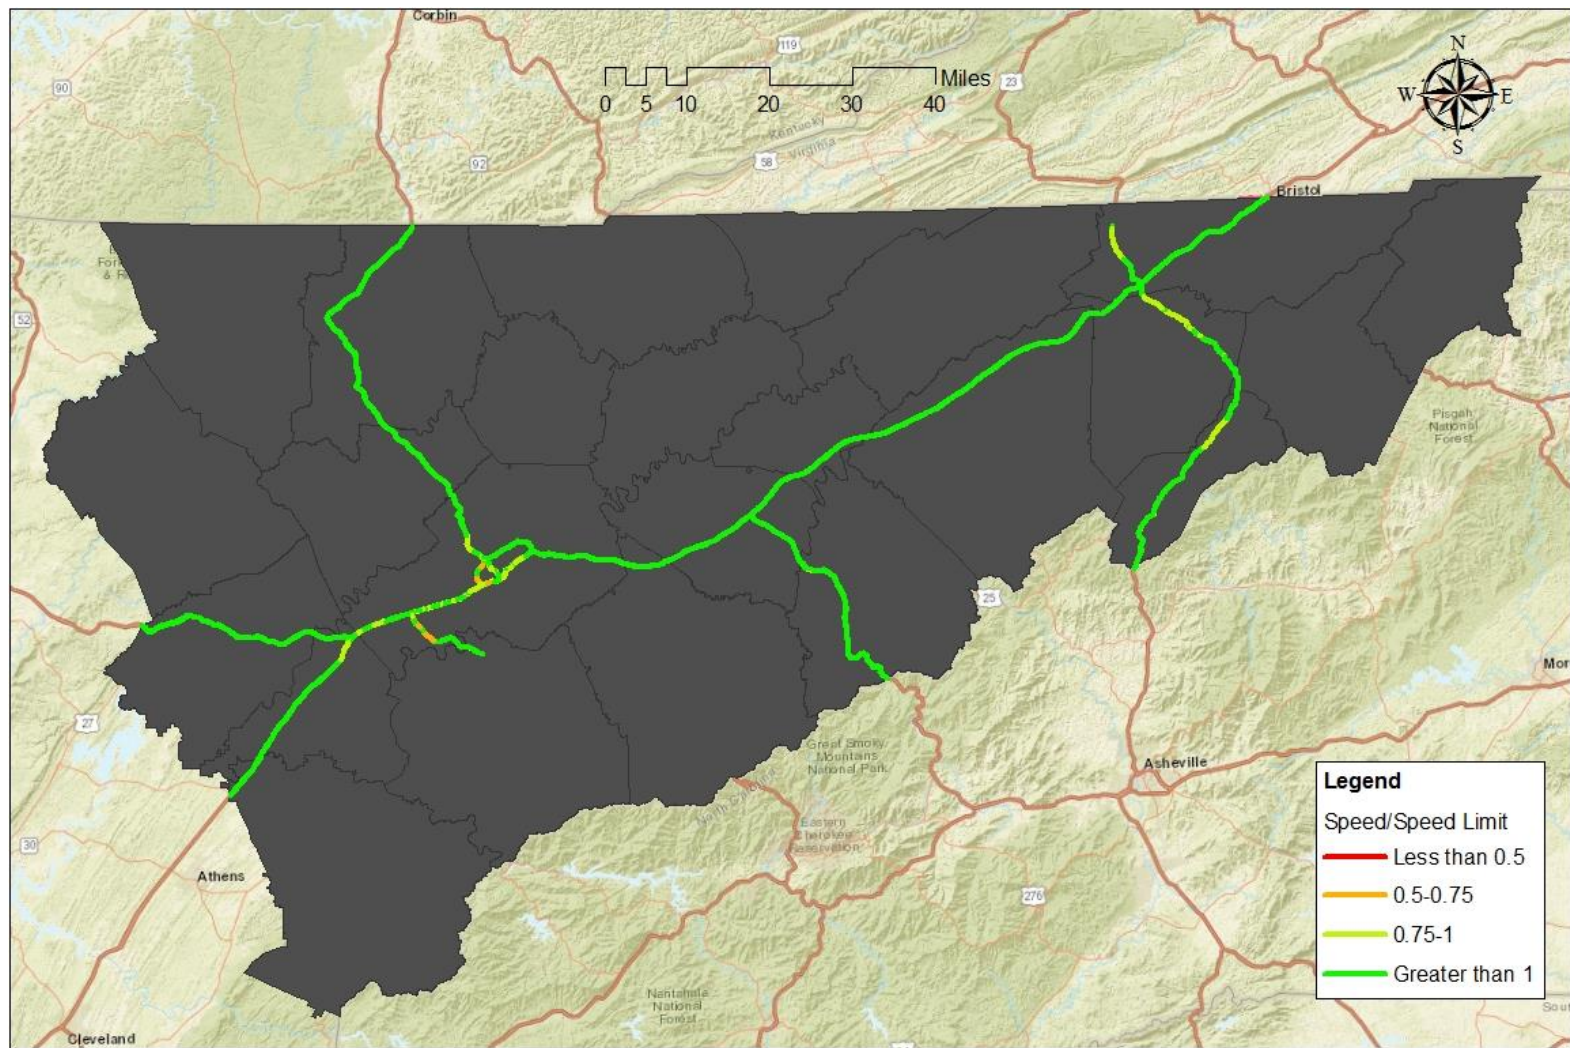 Corbin
119
N
Miles
0 5 10 20 30 40
23
W E
90
S
Kentucky
Virginia
92
58
Bristol
52
Pisgah
National
Forest
25
27
Great Smoky
Mountains
National Park
Asheville
Mor
North Carolina
Eastern
Cherokee
Reservation
30
Athens
276
Nantahala
National
Forest
Cleveland
Sout
Legend
Speed/Speed Limit
Less than 0.5
0.5-0.75
0.75-1
Greater than 1